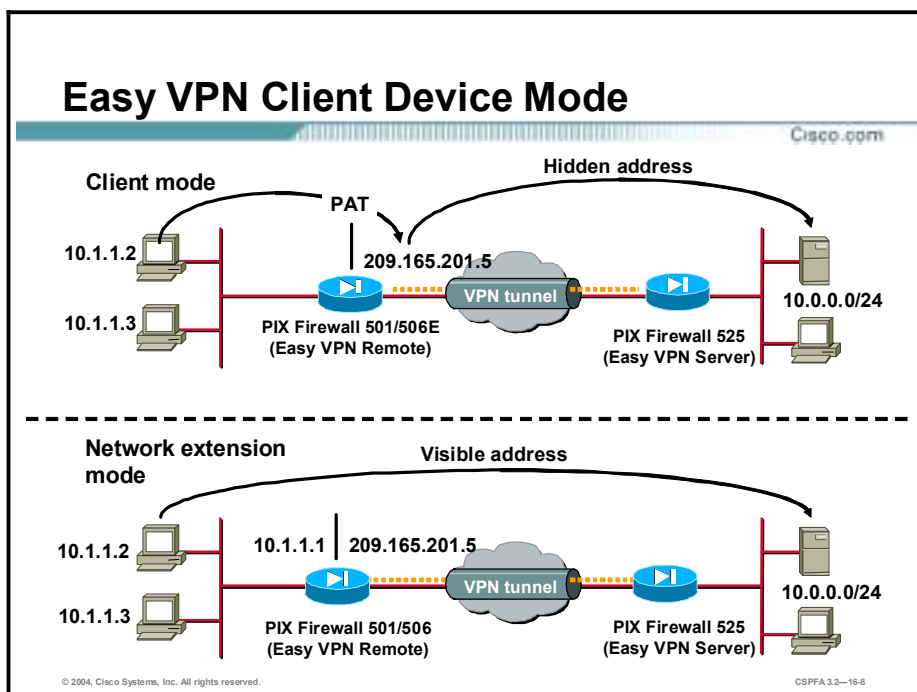 Easy VPN Client Device Mode
Cisco.com
Client mode
Hidden address
PAT
10.1.1.2
209.165.201.5
VPN tunnel
10.1.1.3
10.0.0.0/24
PIX Firewall 501/506E
(Easy VPN Remote)
PIX Firewall 525
(Easy VPN Server)
Network extension
mode
Visible address
10.1.1.2
10.1.1.1
209.165.201.5
VPN tunnel
10.0.0.0/24
10.1.1.3
PIX Firewall 501/506
(Easy VPN Remote)
PIX Firewall 525
(Easy VPN Server)
© 2004, Cisco Systems, Inc. All rights reserved.
CSPFA 3.2—16-8